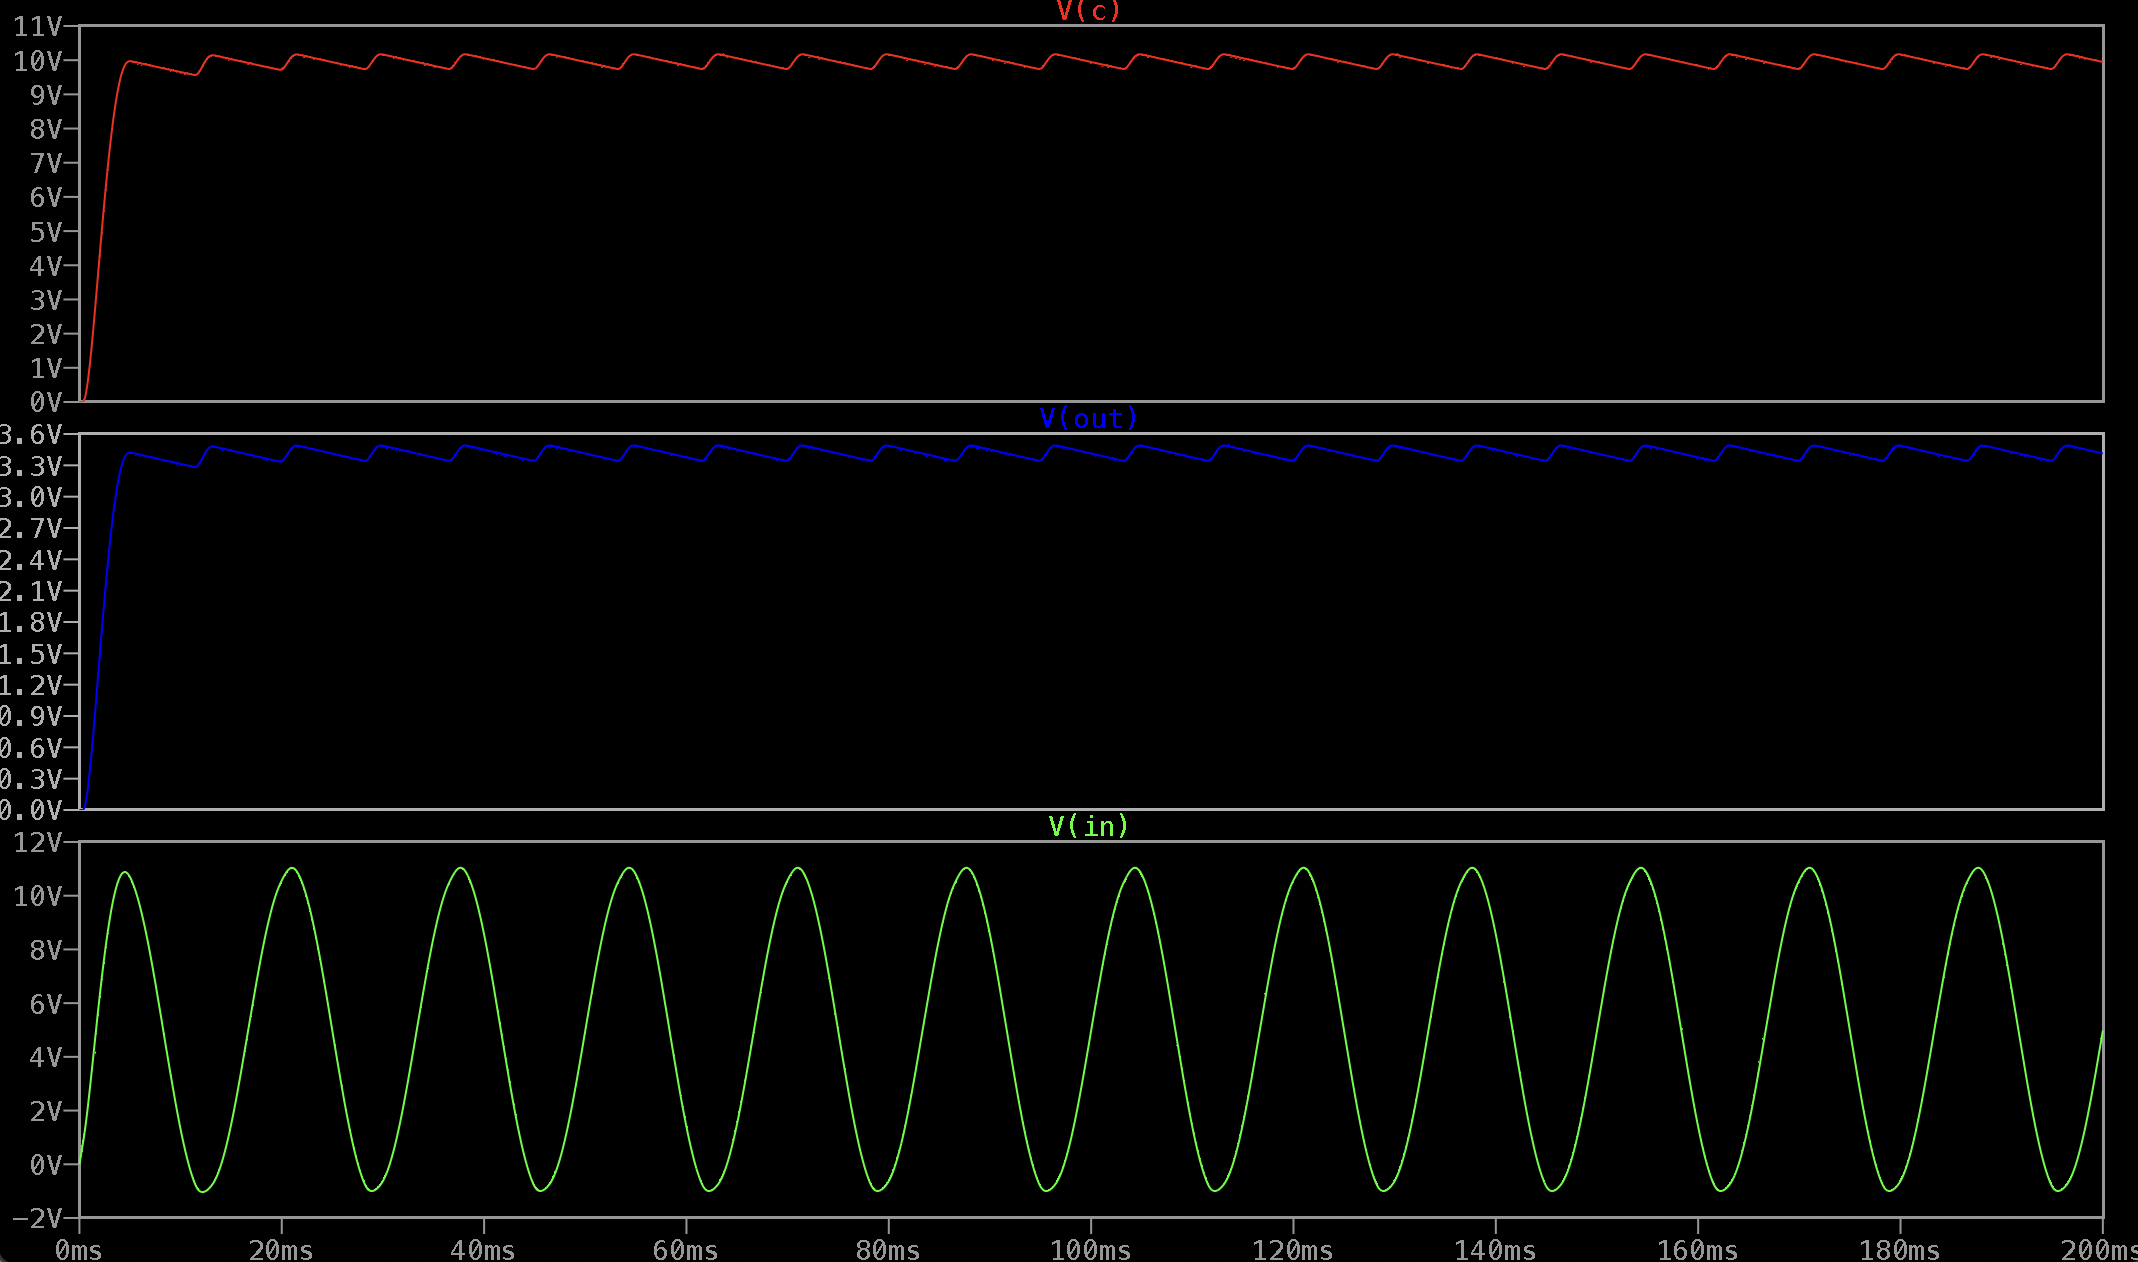 V(c)
11V
10V
9V
8V
7V
6V
5V
4V
3V
2V
1V
0V
V(out)
3.6V
3.3V
3.0V
2.7V
2.4V
2.1V
1.8V
1.5V
1.2V
0.9V
0.6V
0.3V
0.0V
V(in)
12V
10V
8V
6V
4V
2V
0V
−2V
0ms 20ms 40ms 60ms 80ms 100ms 120ms 140ms 160ms 180ms 200ms